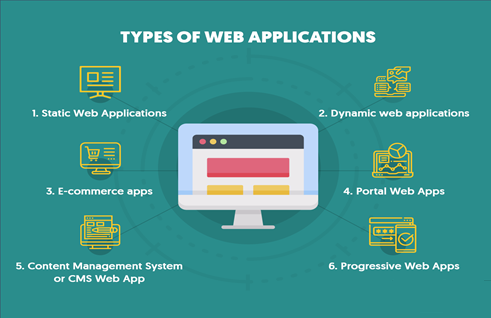 TYPES OF WEB APPLICATIONS
1. Static Web Applications
2. Dynamic web applications
3. E-commerce apps
4. Portal Web Apps
5. Content Management System
or CMS Web App
6. Progressive Web Apps